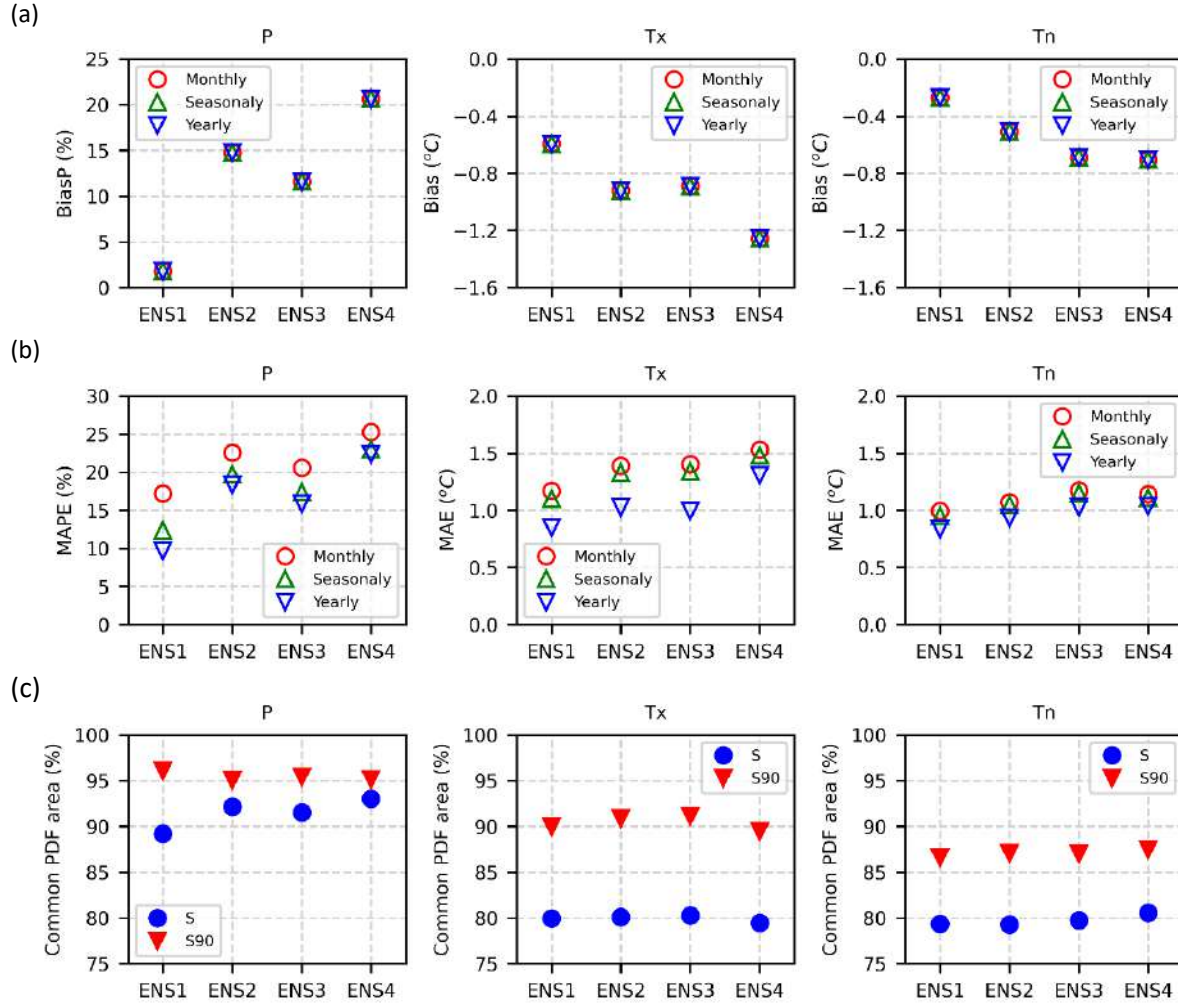 (a)
P
BiasP (%)
25
20
15
10
5
0
Monthly
Seasonaly
Yearly
ENS1 ENS2 ENS3 ENS4
Tx
Bias (°C)
0.0
−0.4
−0.8
−1.2
−1.6
Monthly
Seasonaly
Yearly
ENS1 ENS2 ENS3 ENS4
Tn
Bias (°C)
0.0
−0.4
−0.8
−1.2
−1.6
Monthly
Seasonaly
Yearly
ENS1 ENS2 ENS3 ENS4
(b)
P
MAPE (%)
30
25
20
15
10
5
0
Monthly
Seasonaly
Yearly
ENS1 ENS2 ENS3 ENS4
Tx
MAE (°C)
2.0
1.5
1.0
0.5
0.0
Monthly
Seasonaly
Yearly
ENS1 ENS2 ENS3 ENS4
Tn
MAE (°C)
2.0
1.5
1.0
0.5
0.0
Monthly
Seasonaly
Yearly
ENS1 ENS2 ENS3 ENS4
(c)
P
Common PDF area (%)
100
95
90
85
80
75
S
S90
ENS1 ENS2 ENS3 ENS4
Tx
Common PDF area (%)
100
95
90
85
80
75
S
S90
ENS1 ENS2 ENS3 ENS4
Tn
Common PDF area (%)
100
95
90
85
80
75
S
S90
ENS1 ENS2 ENS3 ENS4